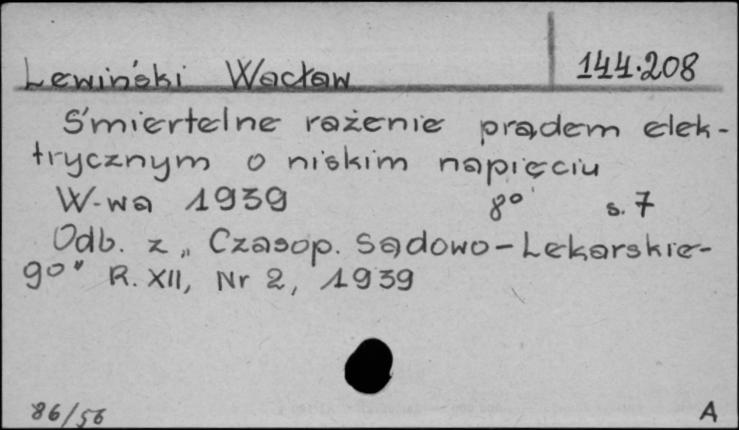 Lewiński Wacław 144.208
Śmiertelne rażenie prądem elek-
trycznym o niskim napięciu
W-wa 1939 8° s. 7
Odb. z „Czasop. Sądowo-Lekarskie-
go" R. XII, Nr 2, 1939
86/56 A